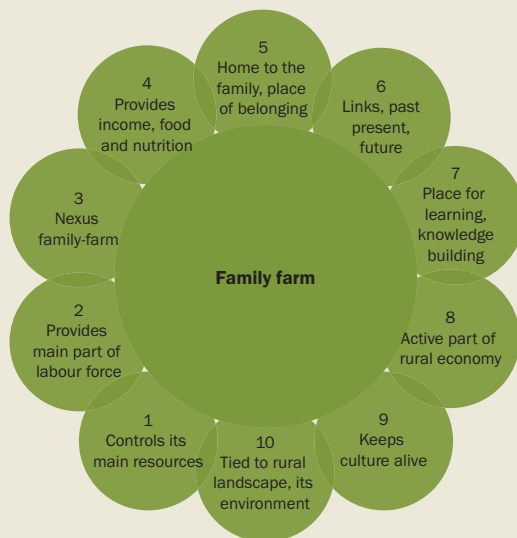 5
Home to the
family, place
of belonging
4
Provides
income, food
and nutrition
6
Links, past
present,
future
3
Nexus
family-farm
7
Place for
learning,
knowledge
building
Family farm
2
Provides
main part of
labour force
8
Active part of
rural economy
1
Controls its
main resources
10
Tied to rural
landscape, its
environment
9
Keeps
culture alive